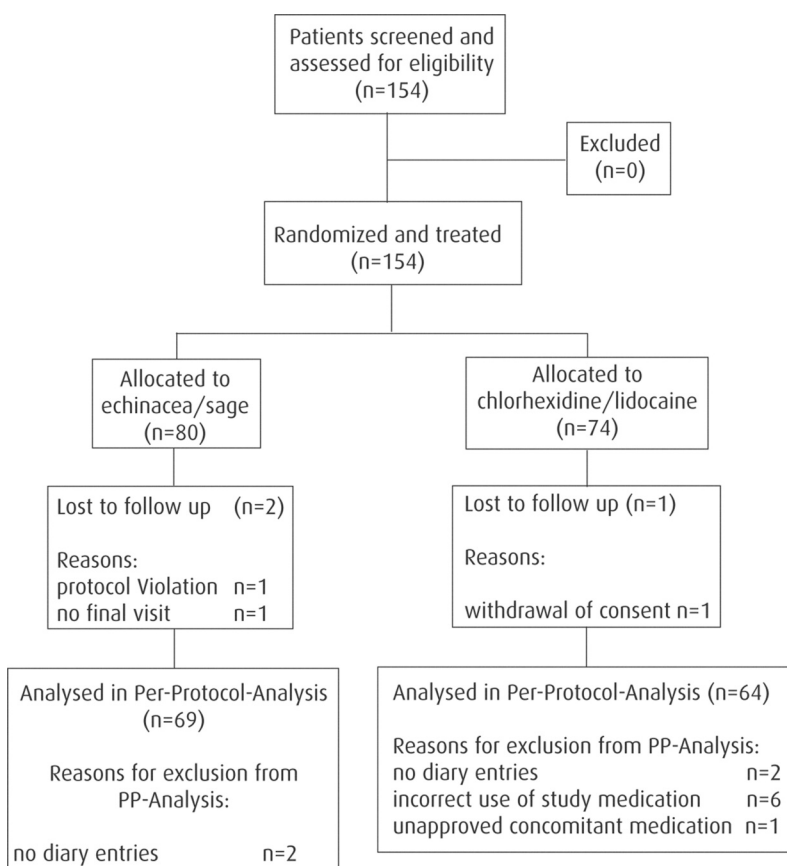 Patients screened and
assessed for eligibility
(n=154)
Excluded
(n=0)
Randomized and treated
(n=154)
Allocated to
echinacea/sage
(n=80)
Allocated to
chlorhexidine/lidocaine
(n=74)
Lost to follow up (n=2)
Reasons:
protocol Violation n=1
no final visit n=1
Lost to follow up (n=1)
Reasons:
withdrawal of consent n=1
Analysed in Per-Protocol-Analysis
(n=69)
Reasons for exclusion from
PP-Analysis:
no diary entries n=2
Analysed in Per-Protocol-Analysis (n=64)
Reasons for exclusion from PP-Analysis:
no diary entries n=2
incorrect use of study medication n=6
unapproved concomitant medication n=1